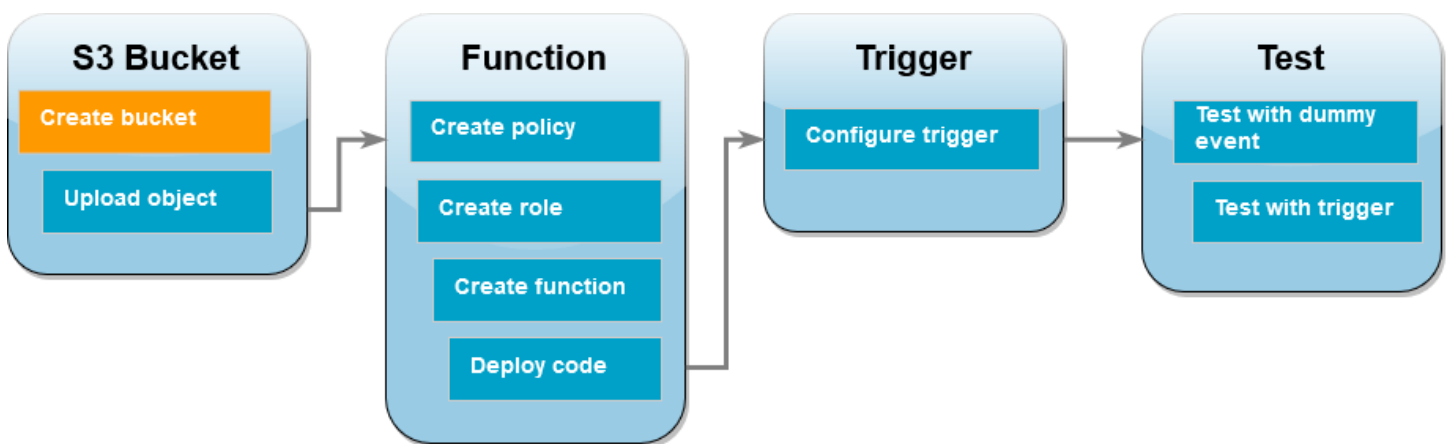 S3 Bucket
Create bucket
Upload object
Function
Create policy
Create role
Create function
Deploy code
Trigger
Configure trigger
Test
Test with dummy
event
Test with trigger